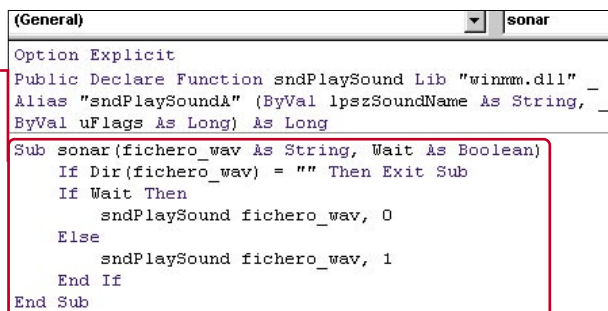 (General) sonar
Option Explicit
Public Declare Function sndPlaySound Lib "winmm.dll" _
Alias "sndPlaySoundA" (ByVal lpszSoundName As String, _
ByVal uFlags As Long) As Long
Sub sonar(fichero_wav As String, Wait As Boolean)
    If Dir(fichero_wav) = "" Then Exit Sub
    If Wait Then
        sndPlaySound fichero_wav, 0
    Else
        sndPlaySound fichero_wav, 1
    End If
End Sub